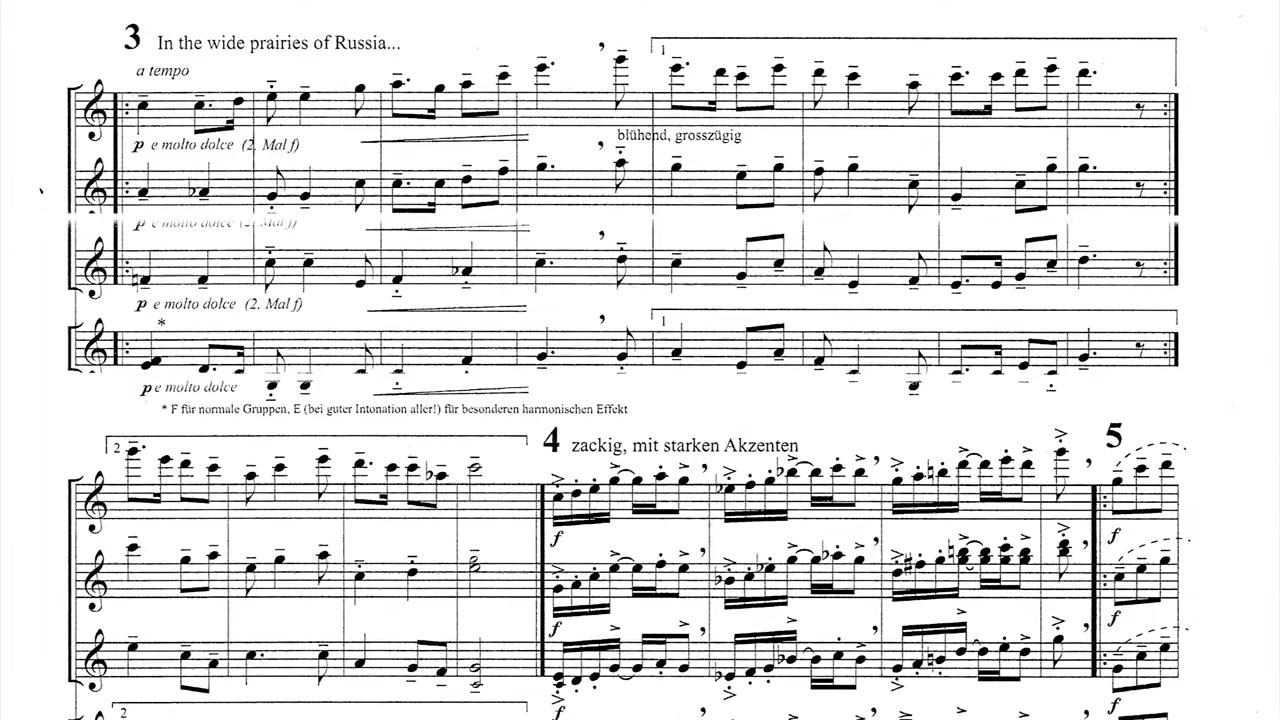 3 In the wide prairies of Russia...
a tempo
1
p e molto dolce (2. Mal f)
blühend, grosszügig
p e molto dolce (2. Mal f)
p e molto dolce (2. Mal f)
*
1
p e molto dolce
* F für normale Gruppen, E (bei guter Intonation aller!) für besonderen harmonischen Effekt
2
4 zackig, mit starken Akzenten
5
f
f
f
f
f
f
2